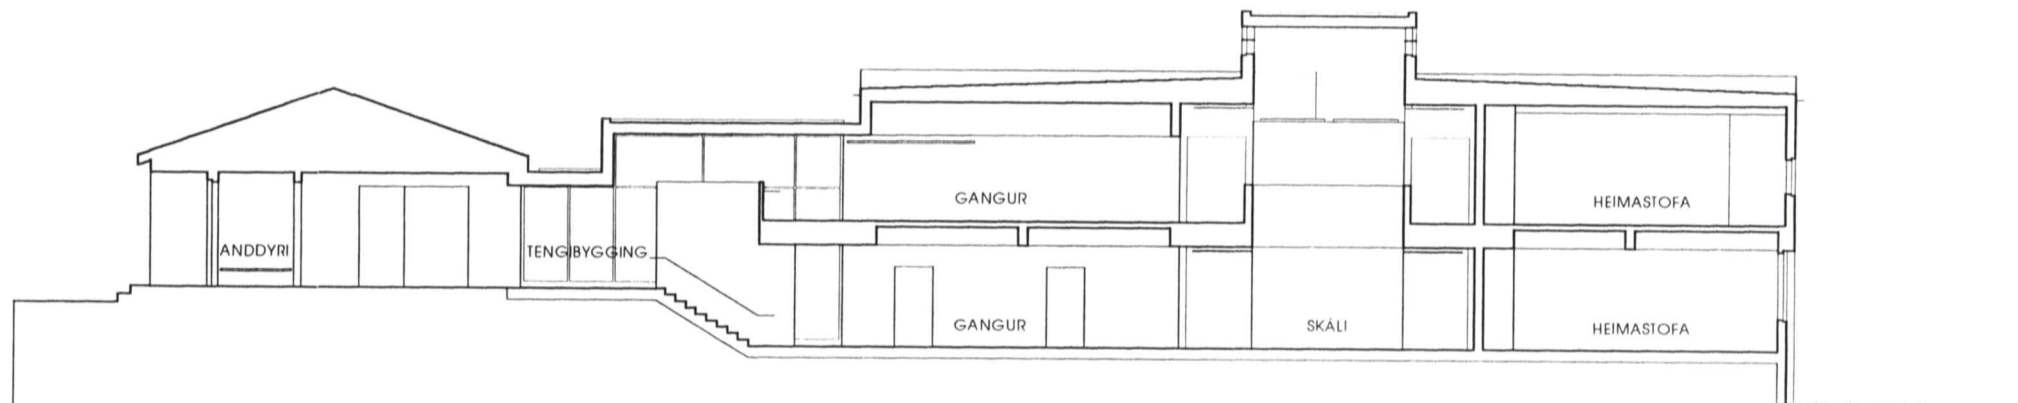 GANGUR
HEIMASTOFA
ANDDYRI
TENGIBYGGING
GANGUR
SKÁLI
HEIMASTOFA